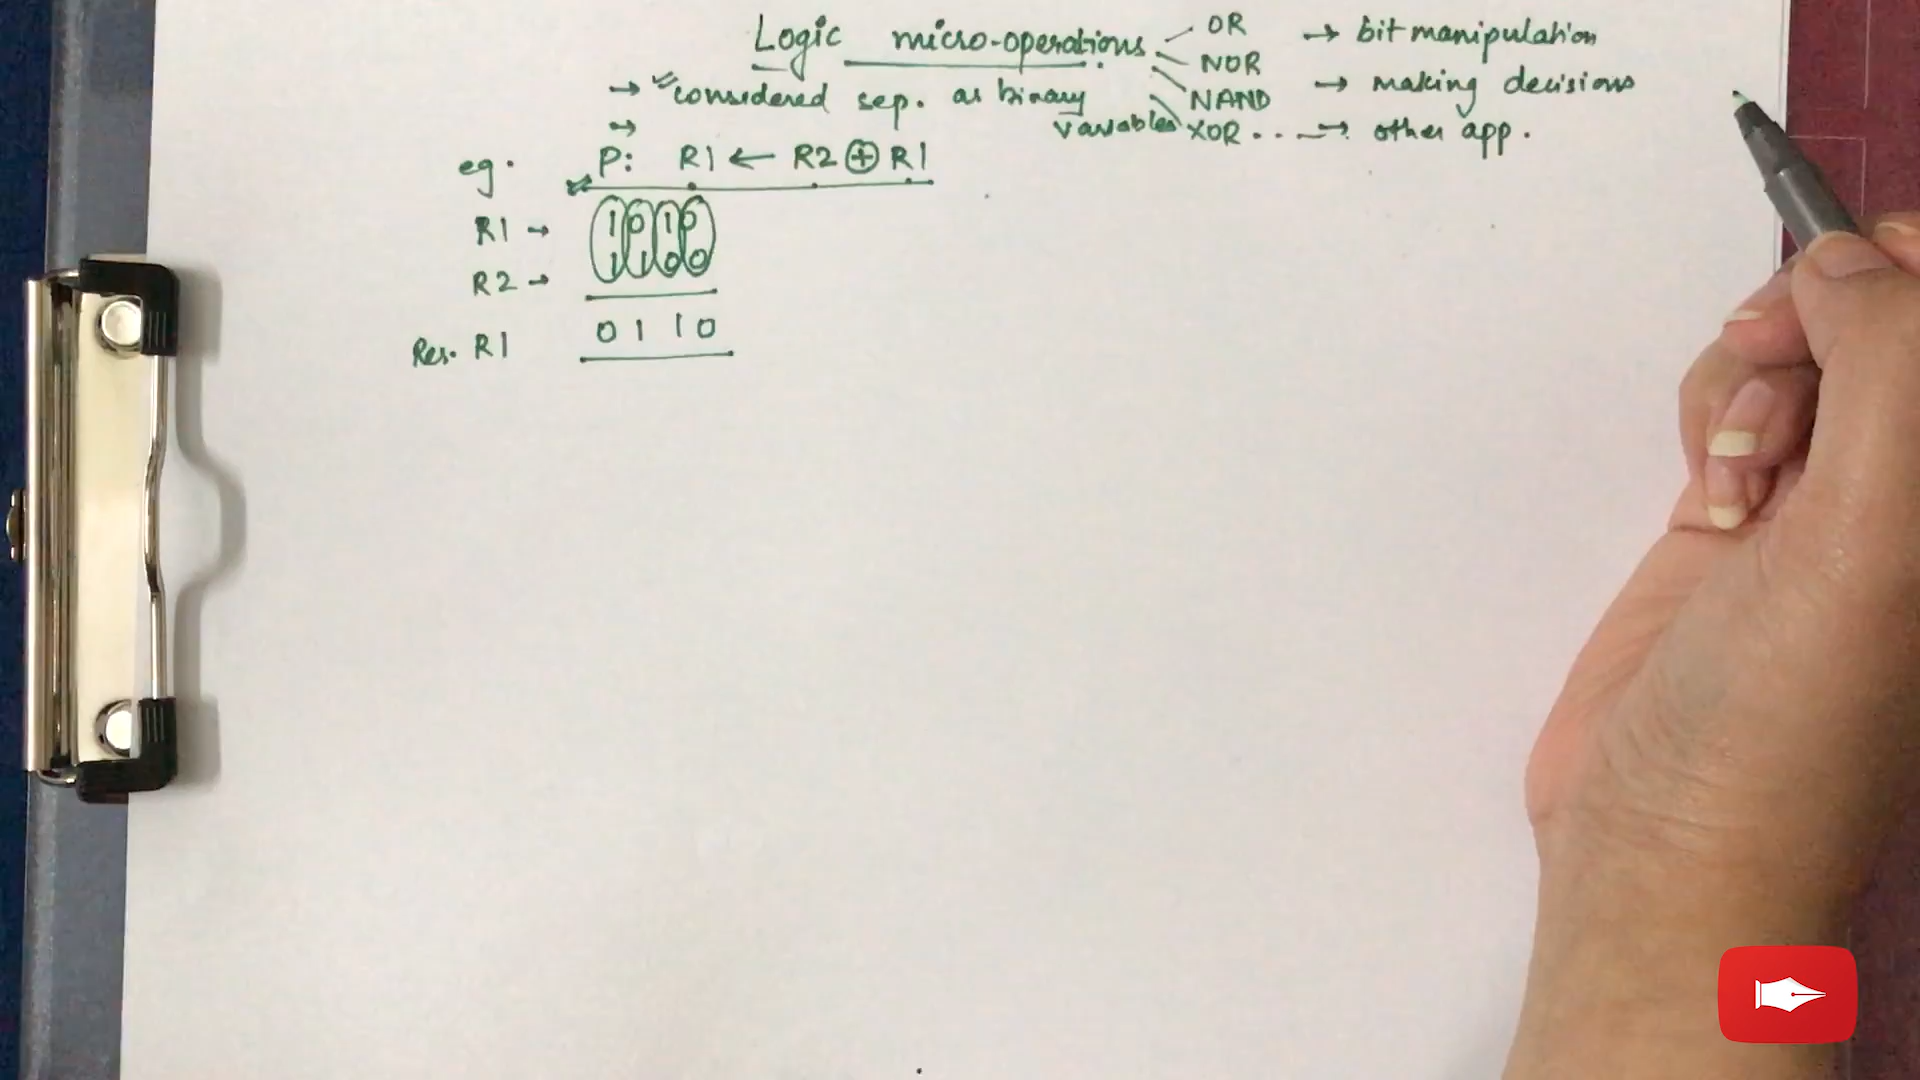 Logic micro-operations
OR
NOR
NAND
XOR . . .
→ bit manipulation
→ making decisions
→ other app.
→ "considered sep. as binary
variables
→
eg. P: R1 ← R2 ⊕ R1
R1 → 1 0 1 0
R2 → 1 1 0 0
Res. R1 0 1 1 0